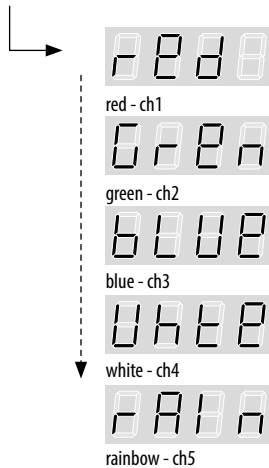 rEd
red - ch1
GrEn
green - ch2
bLUE
blue - ch3
UhtE
white - ch4
rAIn
rainbow - ch5